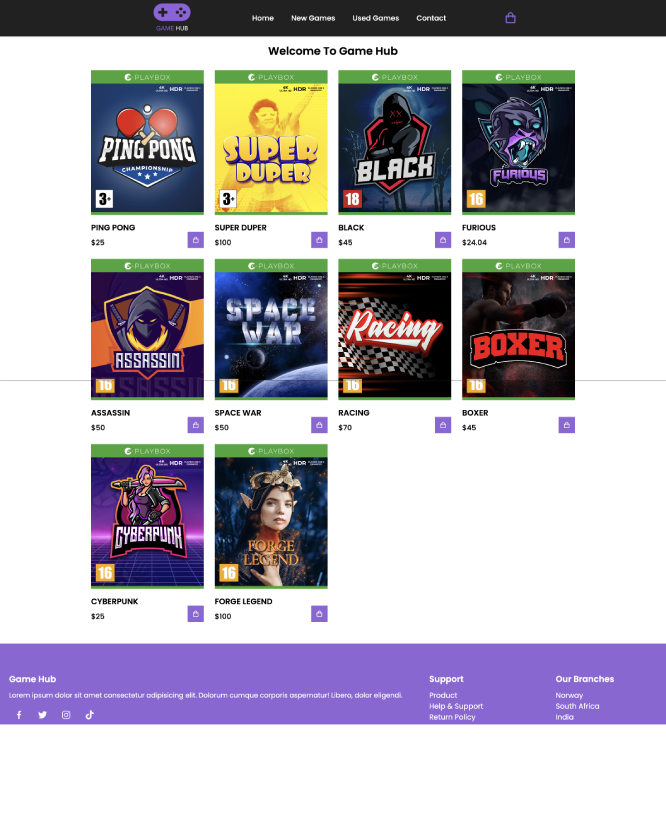 GAME HUB
Home New Games Used Games Contact
Welcome To Game Hub
PLAYBOX PLAYBOX PLAYBOX PLAYBOX
4K HDR 4K HDR 4K HDR 4K HDR
PING PONG
CHAMPIONSHIP
3+
SUPER
DUPER
3+
BLACK
18
FURIOUS
16
PING PONG SUPER DUPER BLACK FURIOUS
$25 $100 $45 $24.04
PLAYBOX PLAYBOX PLAYBOX PLAYBOX
4K HDR 4K HDR 4K HDR 4K HDR
ASSASSIN
16
SPACE
WAR
16
Racing
16
BOXER
16
ASSASSIN SPACE WAR RACING BOXER
$50 $50 $70 $45
PLAYBOX PLAYBOX
4K HDR 4K HDR
CYBERPUNK
16
FORGE
LEGEND
16
CYBERPUNK FORGE LEGEND
$25 $100
Game Hub
Lorem ipsum dolor sit amet consectetur adipisicing elit. Dolorum cumque corporis aspernatur! Libero, dolor eligendi.
Support
Product
Help & Support
Return Policy
Our Branches
Norway
South Africa
India